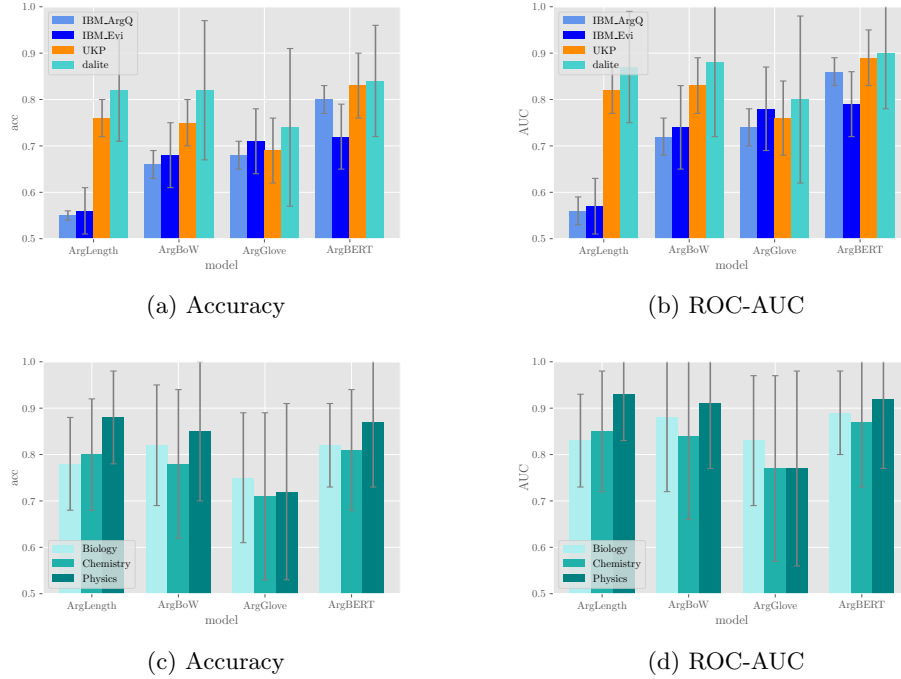 1.0
0.9
0.8
0.7
0.6
0.5
acc
IBM_ArgQ
IBM_Evi
UKP
dalite
ArgLength ArgBoW ArgGlove ArgBERT
model
(a) Accuracy
1.0
0.9
0.8
0.7
0.6
0.5
AUC
IBM_ArgQ
IBM_Evi
UKP
dalite
ArgLength ArgBoW ArgGlove ArgBERT
model
(b) ROC-AUC
1.0
0.9
0.8
0.7
0.6
0.5
acc
Biology
Chemistry
Physics
ArgLength ArgBoW ArgGlove ArgBERT
model
(c) Accuracy
1.0
0.9
0.8
0.7
0.6
0.5
AUC
Biology
Chemistry
Physics
ArgLength ArgBoW ArgGlove ArgBERT
model
(d) ROC-AUC